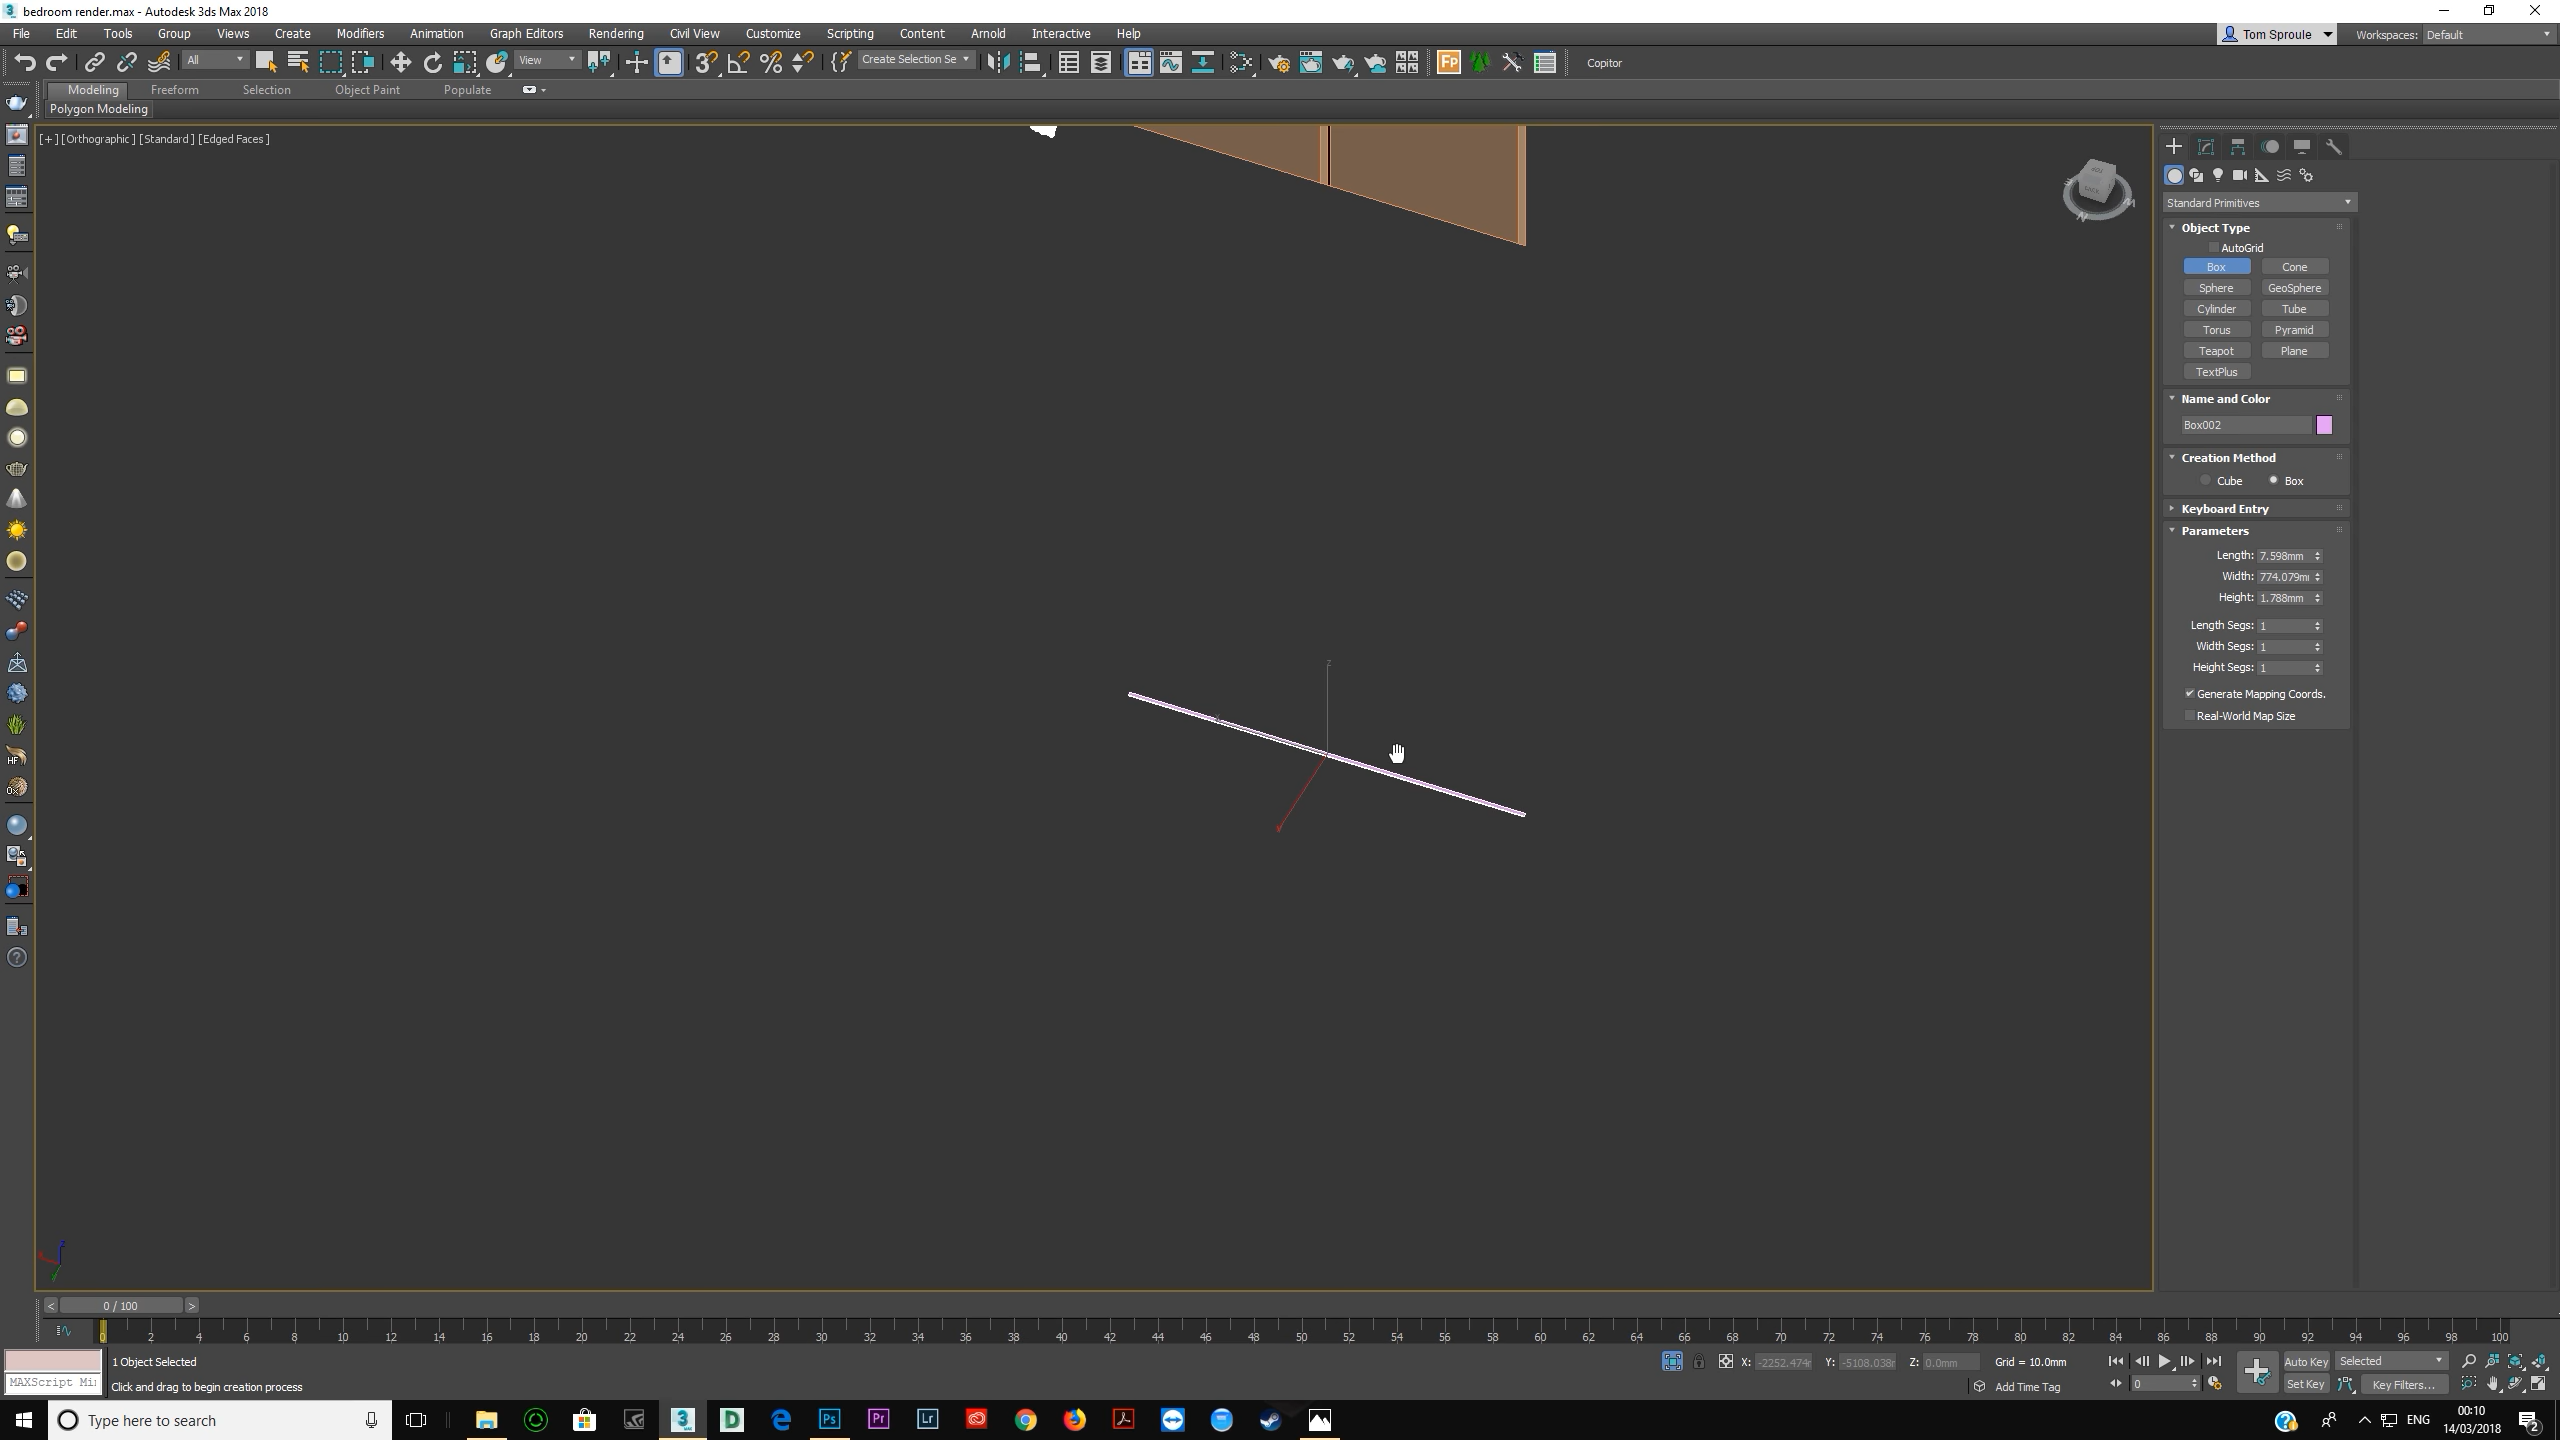 bedroom render.max - Autodesk 3ds Max 2018
File Edit Tools Group Views Create Modifiers Animation Graph Editors Rendering Civil View Customize Scripting Content Arnold Interactive Help
Tom Sproule
Workspaces: Default
All
View
Create Selection Se
Fp
Copitor
Modeling Freeform Selection Object Paint Populate
Polygon Modeling
[+] [Orthographic] [Standard] [Edged Faces]
Standard Primitives
Object Type
AutoGrid
Box Cone
Sphere GeoSphere
Cylinder Tube
Torus Pyramid
Teapot Plane
TextPlus
Name and Color
Box002
Creation Method
Cube Box
Keyboard Entry
Parameters
Length: 7.598mm
Width: 774.079m
Height: 1.788mm
Length Segs: 1
Width Segs: 1
Height Segs: 1
Generate Mapping Coords.
Real-World Map Size
z
z
< 0 / 100 >
0 2 4 6 8 10 12 14 16 18 20 22 24 26 28 30 32 34 36 38 40 42 44 46 48 50 52 54 56 58 60 62 64 66 68 70 72 74 76 78 80 82 84 86 88 90 92 94 96 98 100
1 Object Selected
X: -2252.474 Y: -5108.038 Z: 0.0mm Grid = 10.0mm
Auto Key Selected
MAXScript Mi
Click and drag to begin creation process
Add Time Tag
0
Set Key Key Filters...
Type here to search
3
D
Ps
Pr
Lr
ENG
00:10
14/03/2018
2